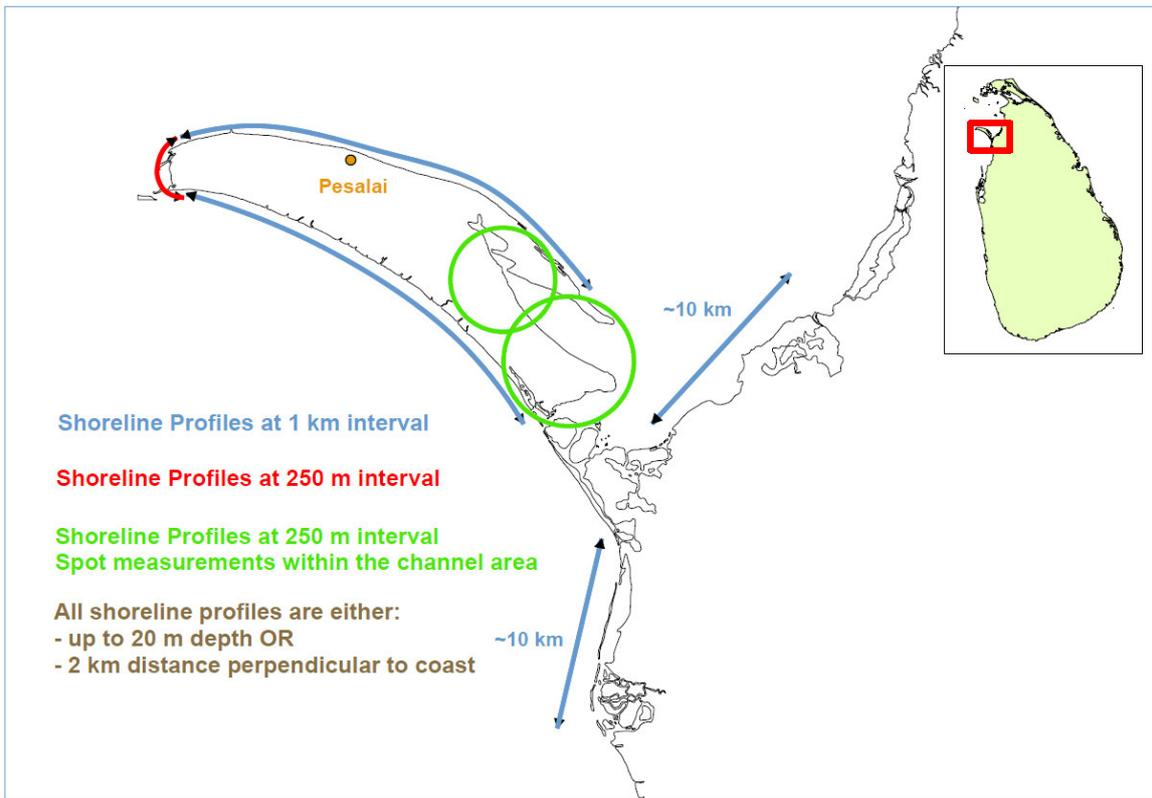 Pesalai
~10 km
Shoreline Profiles at 1 km interval
Shoreline Profiles at 250 m interval
Shoreline Profiles at 250 m interval
Spot measurements within the channel area
All shoreline profiles are either:
- up to 20 m depth OR
- 2 km distance perpendicular to coast
~10 km